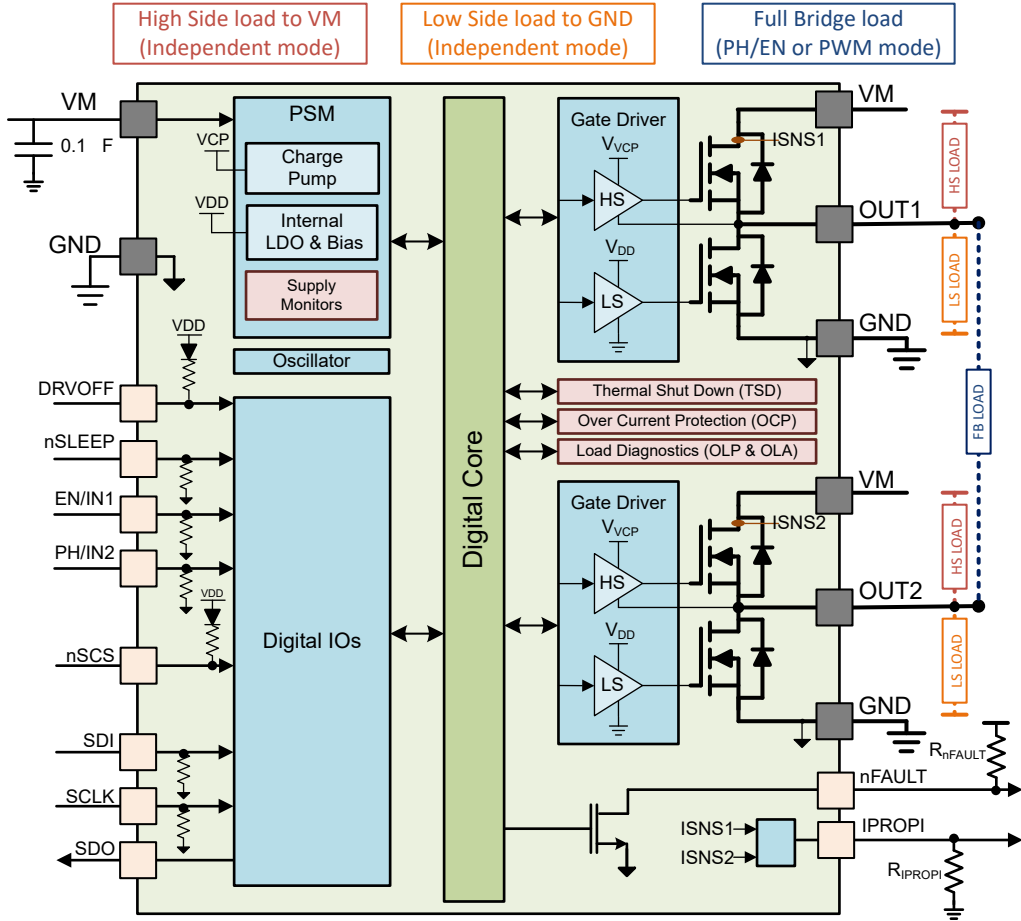 High Side load to VM
(Independent mode)
Low Side load to GND
(Independent mode)
Full Bridge load
(PH/EN or PWM mode)
VM
0.1 F
GND
PSM
VCP
Charge
Pump
VDD
Internal
LDO & Bias
Supply
Monitors
Oscillator
VDD
DRVOFF
nSLEEP
EN/IN1
PH/IN2
VDD
nSCS
SDI
SCLK
SDO
Digital IOs
Digital Core
Gate Driver
VVCP
HS
VDD
LS
ISNS1
VM
OUT1
GND
HS LOAD
LS LOAD
FB LOAD
Thermal Shut Down (TSD)
Over Current Protection (OCP)
Load Diagnostics (OLP & OLA)
Gate Driver
VVCP
HS
VDD
LS
ISNS2
VM
OUT2
GND
HS LOAD
LS LOAD
RnFAULT
nFAULT
ISNS1
ISNS2
IPROPI
RIPROPI